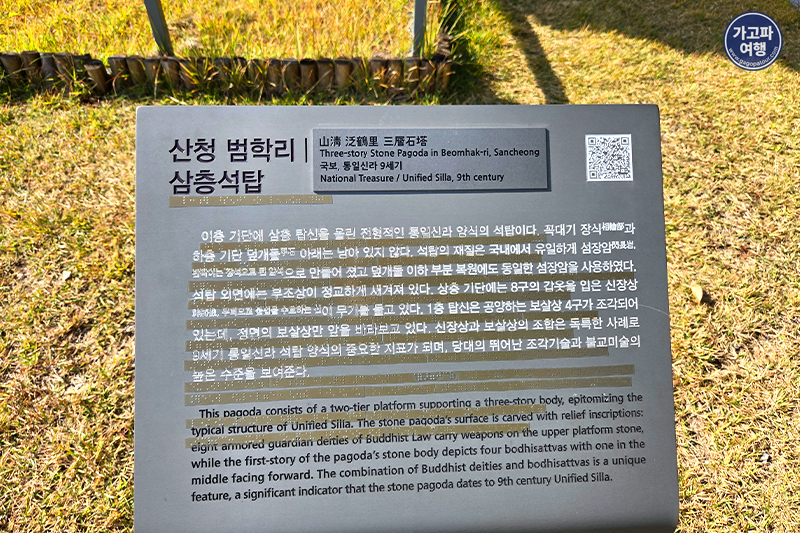 가고파
여행
www.gagopatour.com
산청 범학리
삼층석탑
山淸 泛鶴里 三層石塔
Three-story Stone Pagoda in Beomhak-ri, Sancheong
국보, 통일신라 9세기
National Treasure / Unified Silla, 9th century
이층 기단에 삼층 탑신을 올린 전형적인 통일신라 양식의 석탑이다. 꼭대기 장식相輪部과
하층 기단 덮개돌 아래는 남아 있지 않다. 석탑의 재질은 국내에서 유일하게 섬장암閃長岩,
으로 만들어 졌고 덮개돌 이하 부분 복원에도 동일한 섬장암을 사용하였다.
석탑 외면에는 부조상이 정교하게 새겨져 있다. 상층 기단에는 8구의 갑옷을 입은 신장상
이 무기를 들고 있다. 1층 탑신은 공양하는 보살상 4구가 조각되어
있는데, 정면의 보살상만 앞을 바라보고 있다. 신장상과 보살상의 조합은 독특한 사례로
9세기 통일신라 석탑 양식의 중요한 지표가 되며, 당대의 뛰어난 조각기술과 불교미술의
높은 수준을 보여준다.
This pagoda consists of a two-tier platform supporting a three-story body, epitomizing the
typical structure of Unified Silla. The stone pagoda's surface is carved with relief inscriptions:
eight armored guardian deities of Buddhist Law carry weapons on the upper platform stone,
while the first-story of the pagoda's stone body depicts four bodhisattvas with one in the
middle facing forward. The combination of Buddhist deities and bodhisattvas is a unique
feature, a significant indicator that the stone pagoda dates to 9th century Unified Silla.